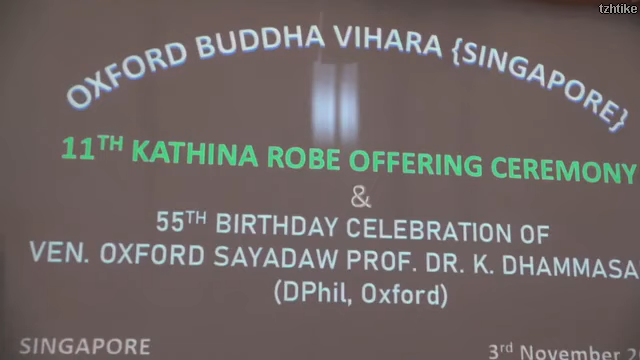 tzhtike
OXFORD BUDDHA VIHARA {SINGAPORE}
11TH KATHINA ROBE OFFERING CEREMONY
&
55TH BIRTHDAY CELEBRATION OF
VEN. OXFORD SAYADAW PROF. DR. K. DHAMMASA
(DPhil, Oxford)
SINGAPORE
3rd November 2